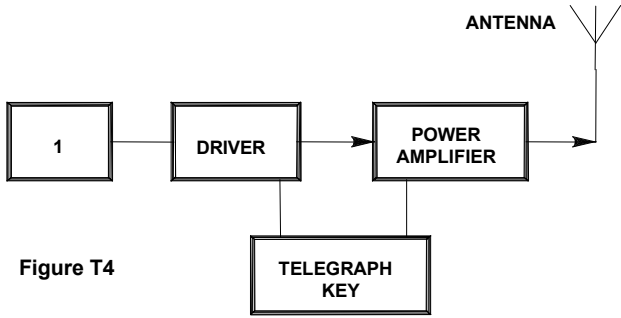 ANTENNA
1
DRIVER
POWER
AMPLIFIER
TELEGRAPH
KEY
Figure T4